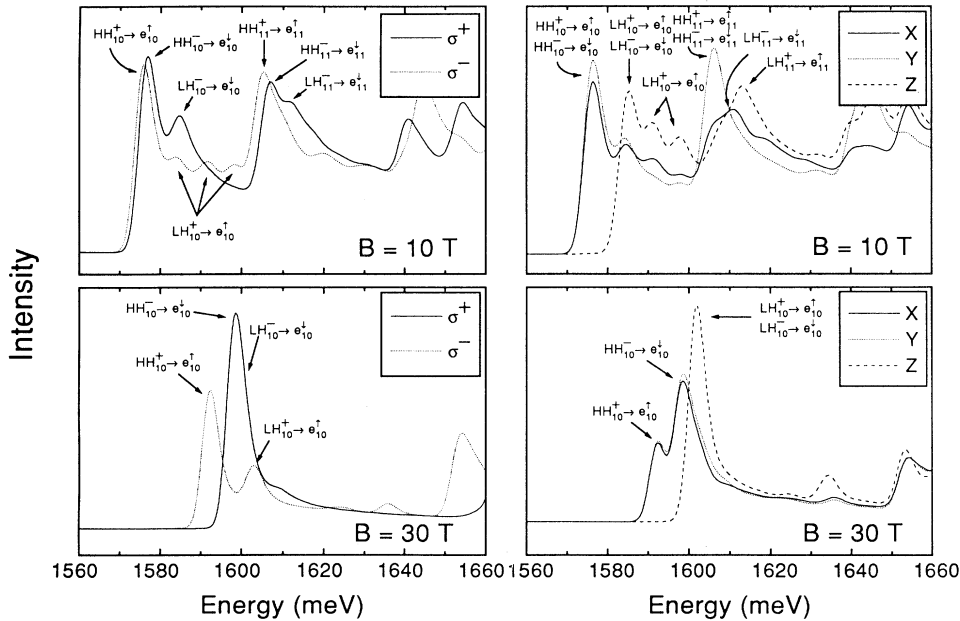 HH₁₀⁺→e₁₀↑
HH₁₀⁻→e₁₀↓
LH₁₀⁻→e₁₀↓
HH₁₁⁺→e₁₁↑
HH₁₁⁻→e₁₁↓
LH₁₁⁻→e₁₁↓
LH₁₀⁺→e₁₀↑
σ⁺
σ⁻
B = 10 T
HH₁₀⁺→e₁₀↑
HH₁₀⁻→e₁₀↓
LH₁₀⁺→e₁₀↑
LH₁₀⁻→e₁₀↓
LH₁₀⁺→e₁₀↑
HH₁₁⁺→e₁₁↑
HH₁₁⁻→e₁₁↓
LH₁₁⁻→e₁₁↓
LH₁₁⁺→e₁₁↑
X
Y
Z
B = 10 T
Intensity
HH₁₀⁻→e₁₀↓
LH₁₀⁻→e₁₀↓
HH₁₀⁺→e₁₀↑
LH₁₀⁺→e₁₀↑
σ⁺
σ⁻
B = 30 T
1560 1580 1600 1620 1640 1660
Energy (meV)
HH₁₀⁻→e₁₀↓
HH₁₀⁺→e₁₀↑
LH₁₀⁺→e₁₀↑
LH₁₀⁻→e₁₀↓
X
Y
Z
B = 30 T
1580 1600 1620 1640 1660
Energy (meV)